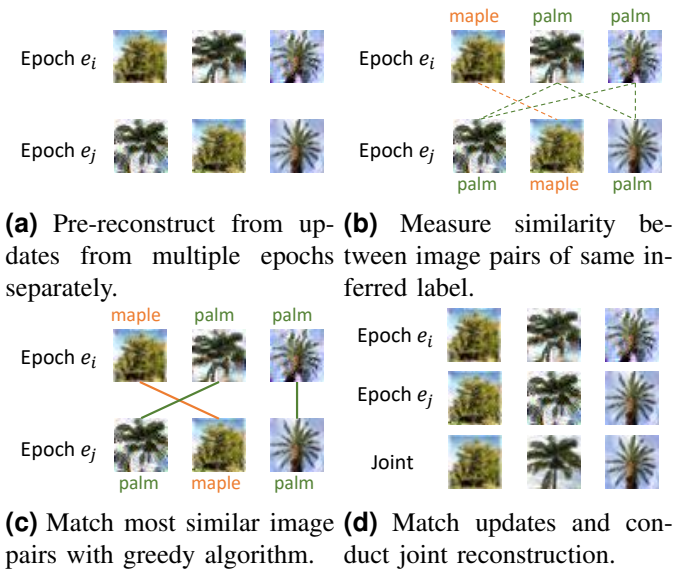 Epoch e_i
Epoch e_j
(a) Pre-reconstruct from up-
dates from multiple epochs
separately.
maple palm palm
Epoch e_i
Epoch e_j
palm maple palm
(b) Measure similarity be-
tween image pairs of same in-
ferred label.
maple palm palm
Epoch e_i
Epoch e_j
palm maple palm
(c) Match most similar image
pairs with greedy algorithm.
Epoch e_i
Epoch e_j
Joint
(d) Match updates and con-
duct joint reconstruction.